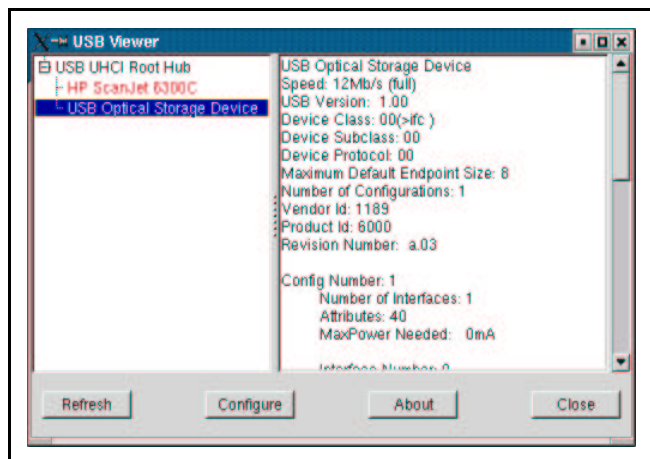 USB Viewer
USB UHCI Root Hub
HP ScanJet 6300C
USB Optical Storage Device
USB Optical Storage Device
Speed: 12Mb/s (full)
USB Version: 1.00
Device Class: 00(>ifc )
Device Subclass: 00
Device Protocol: 00
Maximum Default Endpoint Size: 8
Number of Configurations: 1
Vendor Id: 1189
Product Id: 6000
Revision Number: a.03
Config Number: 1
Number of Interfaces: 1
Attributes: 40
MaxPower Needed: 0mA
Interface Number: 0
Refresh
Configure
About
Close